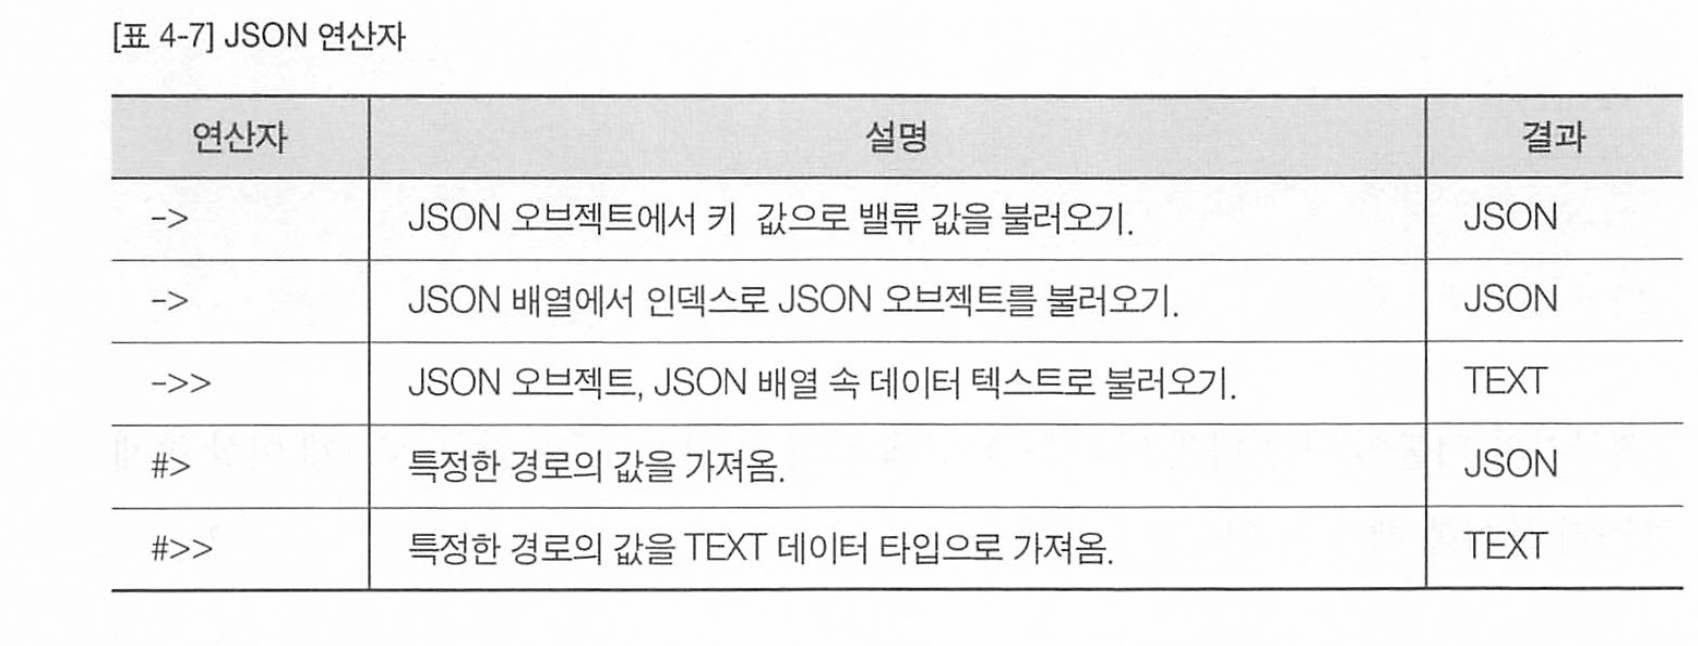 [표 4-7] JSON 연산자
연산자 설명 결과
-> JSON 오브젝트에서 키 값으로 밸류 값을 불러오기. JSON
-> JSON 배열에서 인덱스로 JSON 오브젝트를 불러오기. JSON
->> JSON 오브젝트, JSON 배열 속 데이터 텍스트로 불러오기. TEXT
#> 특정한 경로의 값을 가져옴. JSON
#>> 특정한 경로의 값을 TEXT 데이터 타입으로 가져옴. TEXT